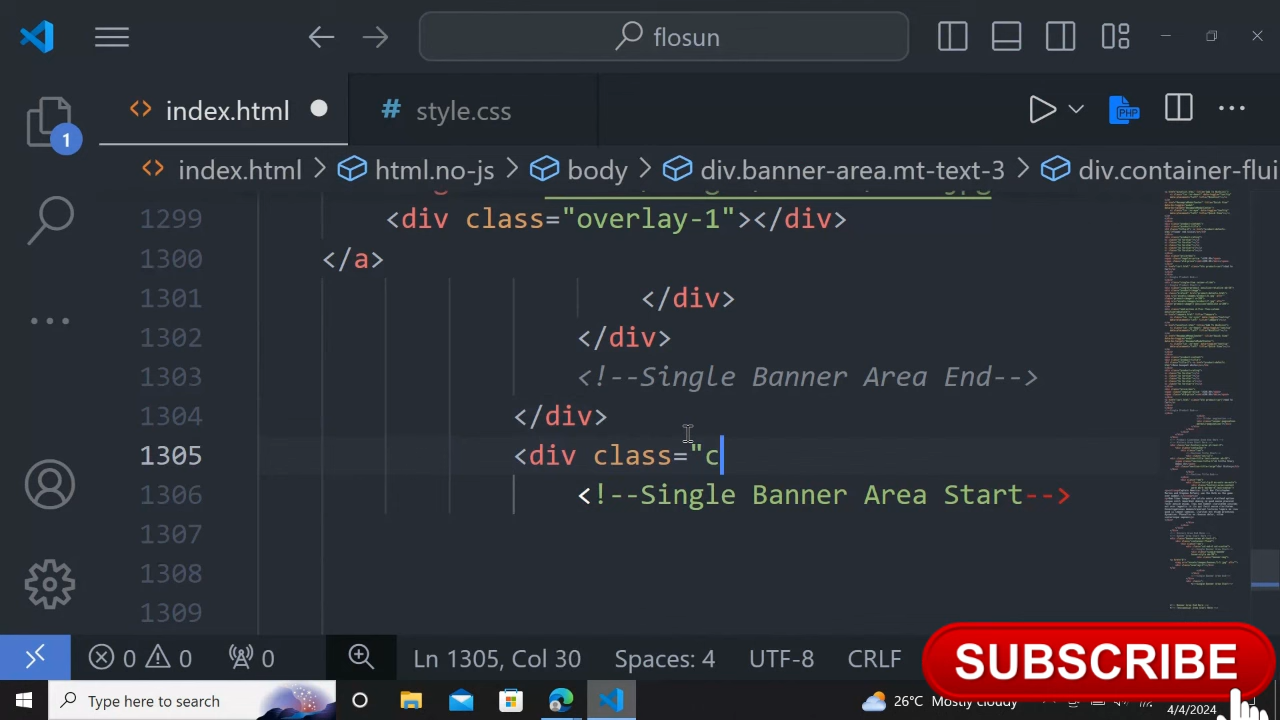 flosun
index.html
style.css
PHP
1
index.html > html.no-js > body > div.banner-area.mt-text-3 > div.container-flui
1299 <div class="overlay-1"></div>
1300 </a>
1301 </div>
1302 </div>
1303 <!--single Banner Area End-->
1304 </div>
1305 <div class="c
1306 <!--Single Banner Area Start-->
1307
1308
1309
0 0 0 Ln 1305, Col 30 Spaces: 4 UTF-8 CRLF
SUBSCRIBE
Type here to search
26°C Mostly cloudy
4/4/2024